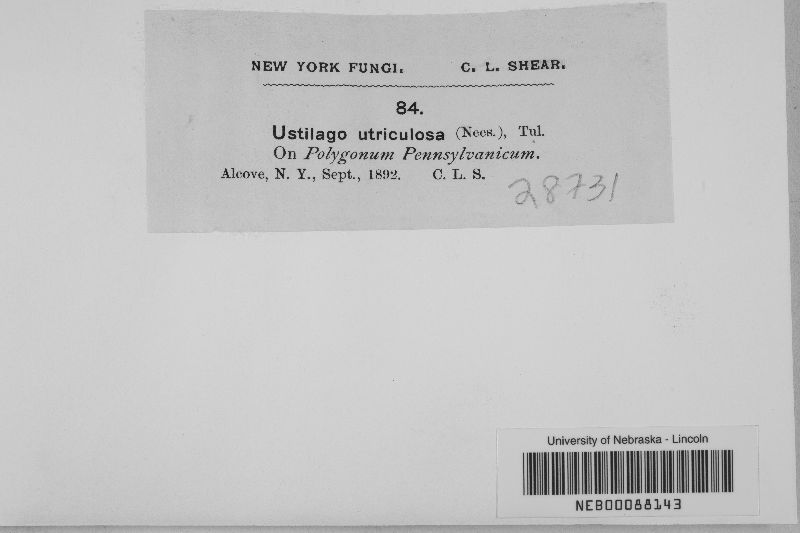 NEW YORK FUNGI. C. L. SHEAR.
84.
Ustilago utriculosa (Nees.), Tul.
On Polygonum Pennsylvanicum.
Alcove, N. Y., Sept., 1892. C. L. S.
28731
University of Nebraska - Lincoln
NEB00088143